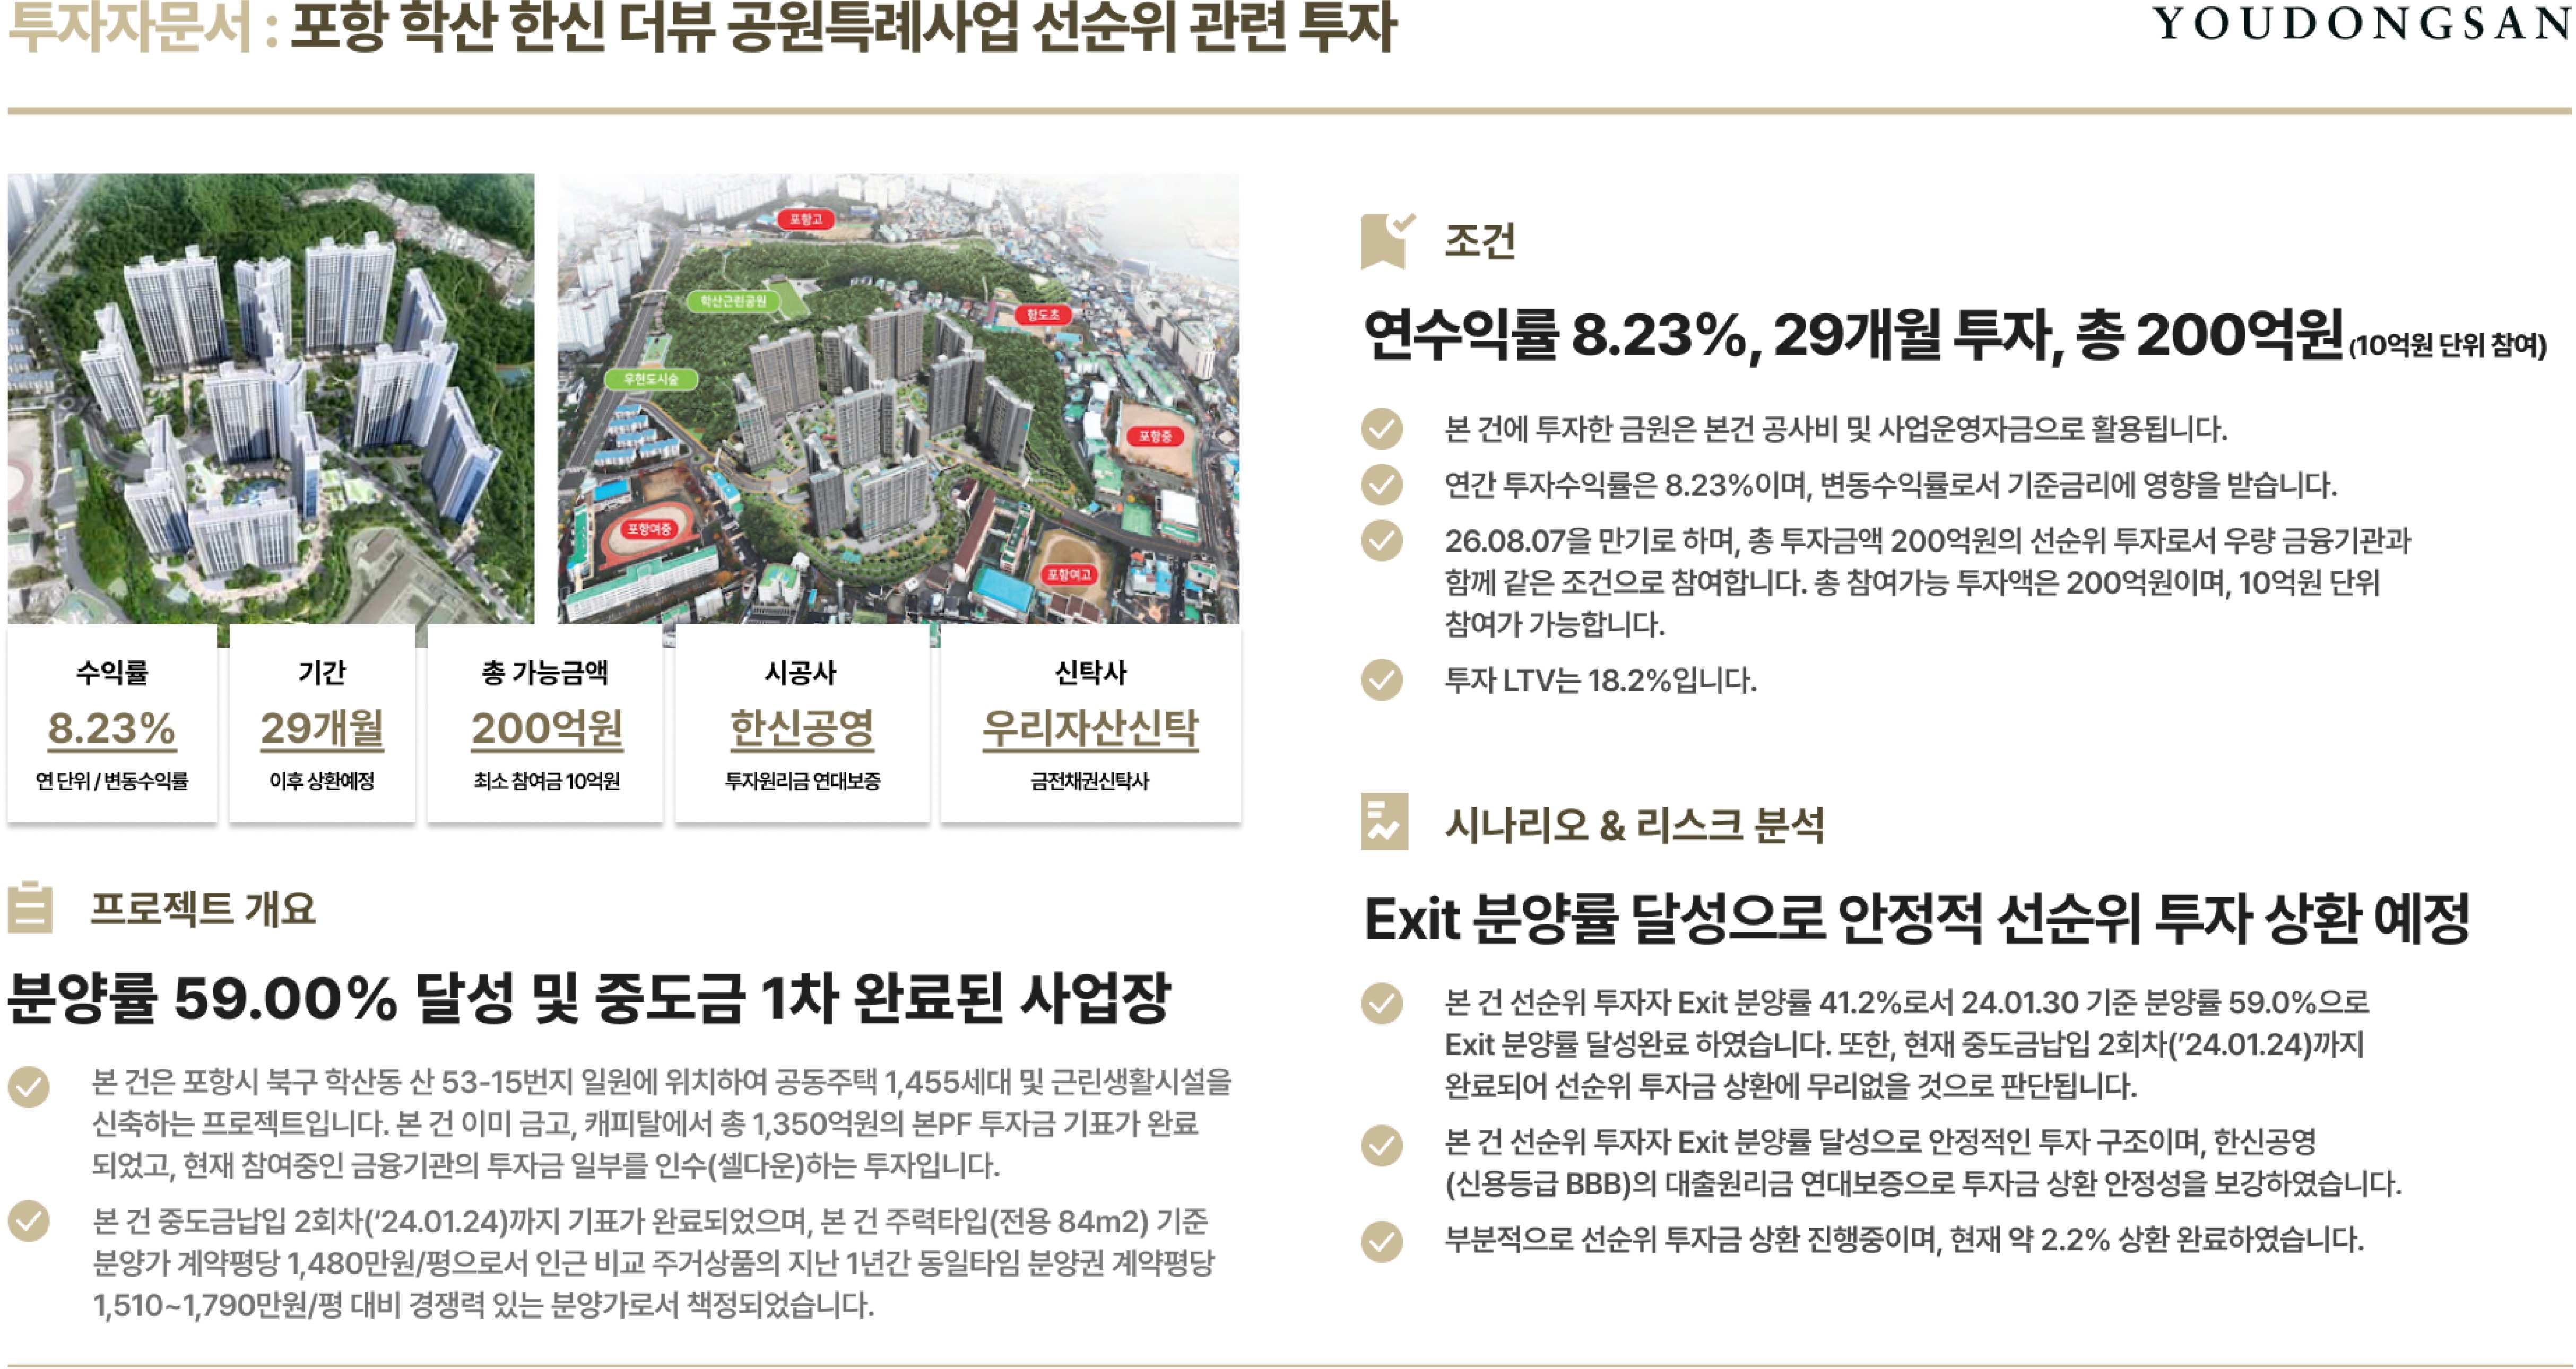 투자자문서 : 포항 학산 한신 더뷰 공원특례사업 선순위 관련 투자
YOUDONGSAN
포항고
학산근린공원
항도초
우현도시숲
포항중
포항여중
포항여고
수익률
8.23%
연 단위 / 변동수익률
기간
29개월
이후 상환예정
총 가능금액
200억원
최소 참여금 10억원
시공사
한신공영
투자원리금 연대보증
신탁사
우리자산신탁
금전채권신탁사
프로젝트 개요
분양률 59.00% 달성 및 중도금 1차 완료된 사업장
본 건은 포항시 북구 학산동 산 53-15번지 일원에 위치하여 공동주택 1,455세대 및 근린생활시설을
신축하는 프로젝트입니다. 본 건 이미 금고, 캐피탈에서 총 1,350억원의 본PF 투자금 기표가 완료
되었고, 현재 참여중인 금융기관의 투자금 일부를 인수(셀다운)하는 투자입니다.
본 건 중도금납입 2회차(‘24.01.24)까지 기표가 완료되었으며, 본 건 주력타입(전용 84m2) 기준
분양가 계약평당 1,480만원/평으로서 인근 비교 주거상품의 지난 1년간 동일타임 분양권 계약평당
1,510~1,790만원/평 대비 경쟁력 있는 분양가로서 책정되었습니다.
조건
연수익률 8.23%, 29개월 투자, 총 200억원(10억원 단위 참여)
본 건에 투자한 금원은 본건 공사비 및 사업운영자금으로 활용됩니다.
연간 투자수익률은 8.23%이며, 변동수익률로서 기준금리에 영향을 받습니다.
26.08.07을 만기로 하며, 총 투자금액 200억원의 선순위 투자로서 우량 금융기관과
함께 같은 조건으로 참여합니다. 총 참여가능 투자액은 200억원이며, 10억원 단위
참여가 가능합니다.
투자 LTV는 18.2%입니다.
시나리오 & 리스크 분석
Exit 분양률 달성으로 안정적 선순위 투자 상환 예정
본 건 선순위 투자자 Exit 분양률 41.2%로서 24.01.30 기준 분양률 59.0%으로
Exit 분양률 달성완료 하였습니다. 또한, 현재 중도금납입 2회차(’24.01.24)까지
완료되어 선순위 투자금 상환에 무리없을 것으로 판단됩니다.
본 건 선순위 투자자 Exit 분양률 달성으로 안정적인 투자 구조이며, 한신공영
(신용등급 BBB)의 대출원리금 연대보증으로 투자금 상환 안정성을 보강하였습니다.
부분적으로 선순위 투자금 상환 진행중이며, 현재 약 2.2% 상환 완료하였습니다.